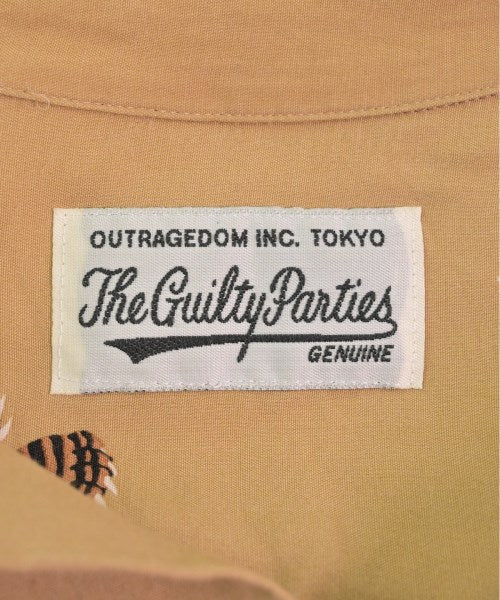 OUTRAGEDOM INC. TOKYO
The Guilty Parties
GENUINE